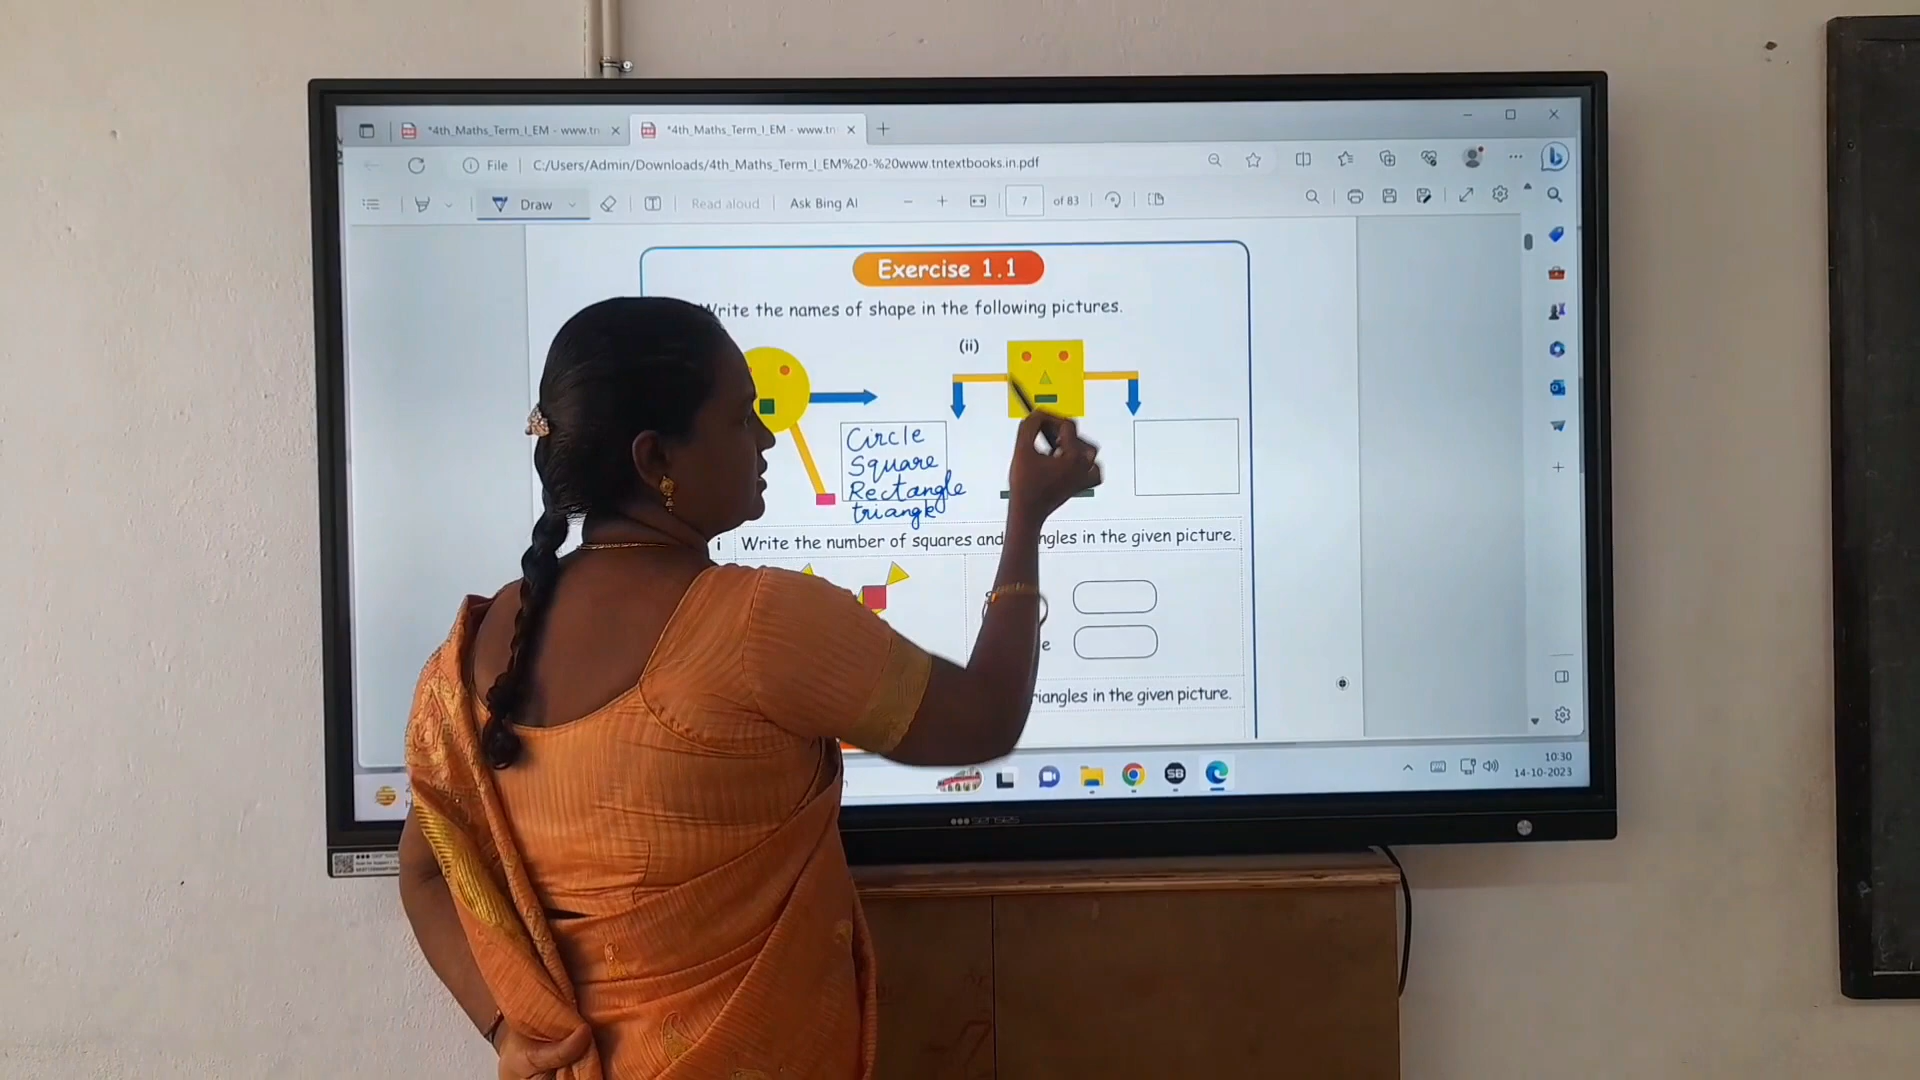 *4th_Maths_Term_I_EM - www.tn
*4th_Maths_Term_I_EM - www.tn
File C:/Users/Admin/Downloads/4th_Maths_Term_I_EM%20-%20www.tntextbooks.in.pdf
Draw Read aloud Ask Bing AI 7 of 83
Exercise 1.1
Write the names of shape in the following pictures.
(ii)
Circle
Square
Rectangle
triangle
i Write the number of squares and ngles in the given picture.
e
riangles in the given picture.
SB
10:30
14-10-2023